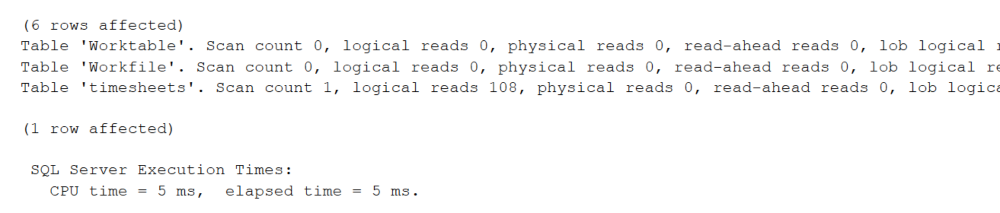 (6 rows affected)
Table 'Worktable'. Scan count 0, logical reads 0, physical reads 0, read-ahead reads 0, lob logical
Table 'Workfile'. Scan count 0, logical reads 0, physical reads 0, read-ahead reads 0, lob logical re
Table 'timesheets'. Scan count 1, logical reads 108, physical reads 0, read-ahead reads 0, lob logica
(1 row affected)
SQL Server Execution Times:
CPU time = 5 ms, elapsed time = 5 ms.